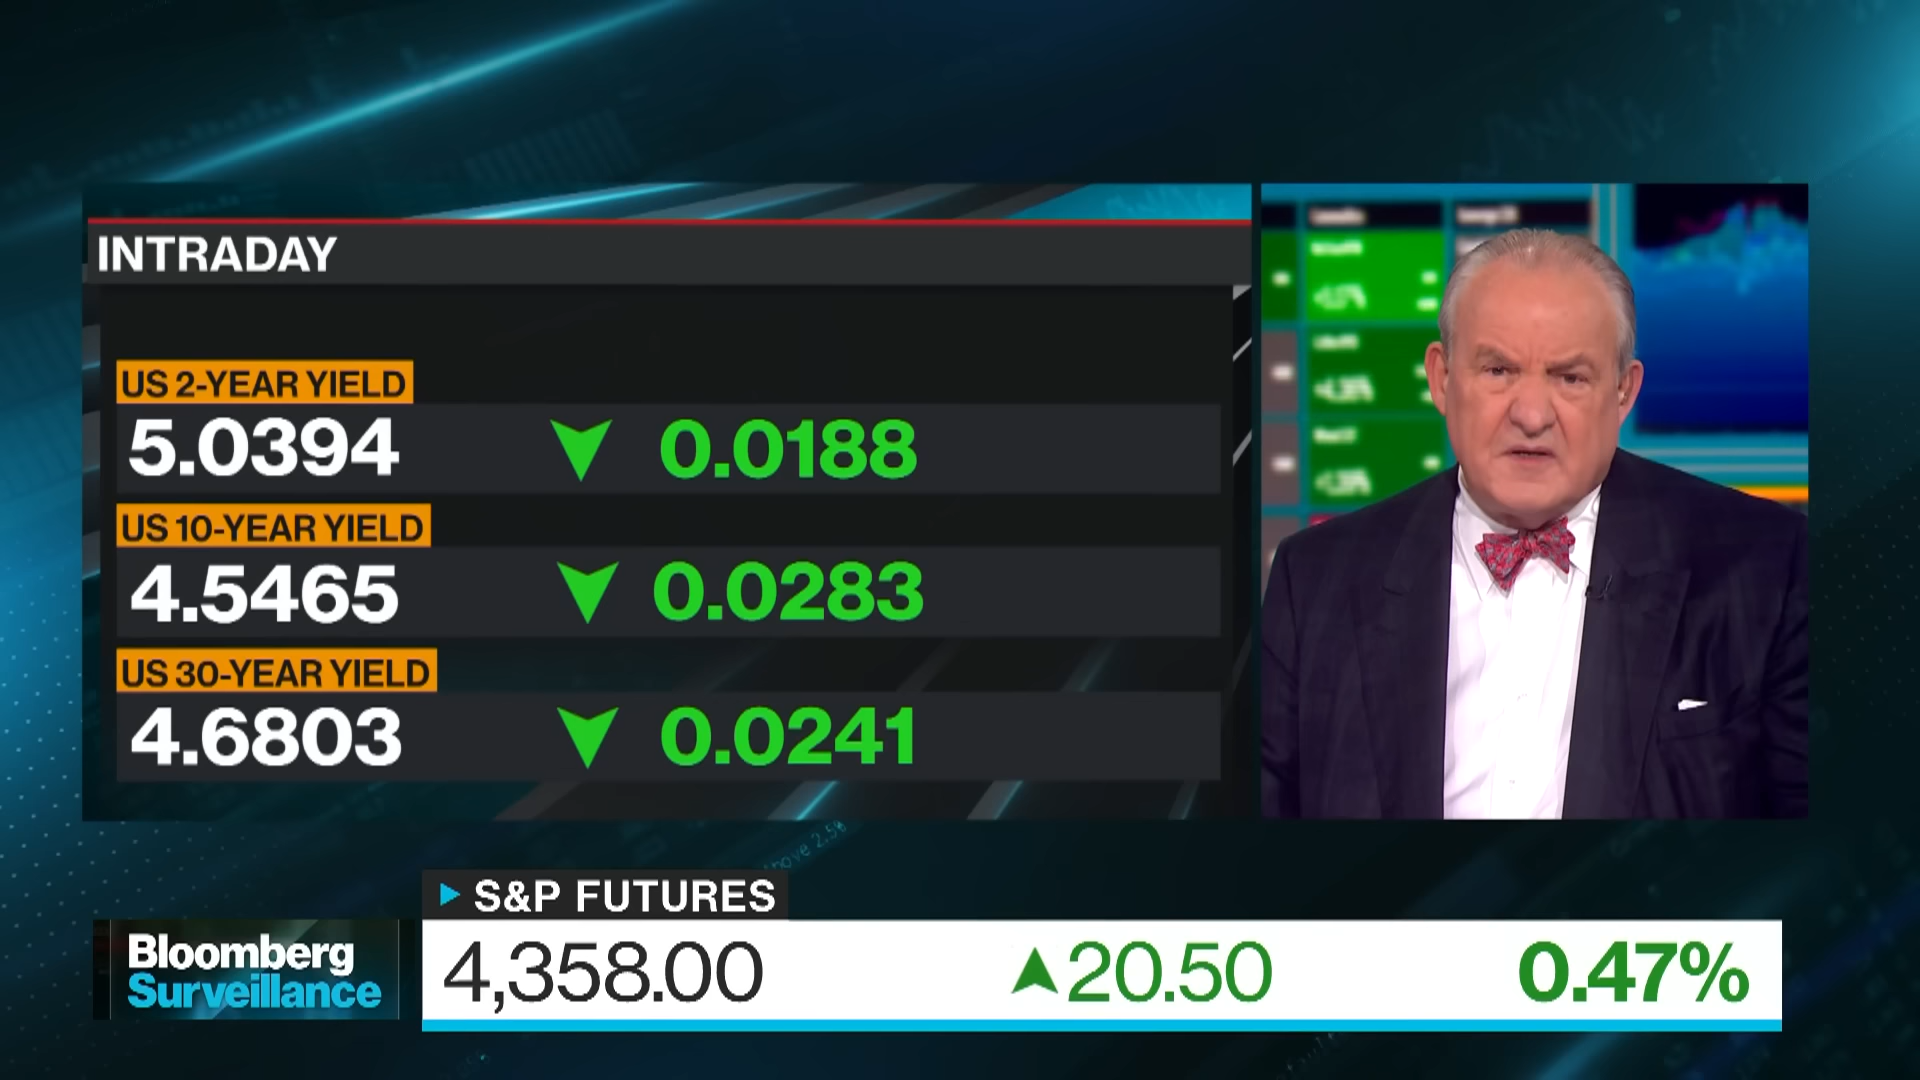 INTRADAY
US 2-YEAR YIELD
5.0394 ▼ 0.0188
US 10-YEAR YIELD
4.5465 ▼ 0.0283
US 30-YEAR YIELD
4.6803 ▼ 0.0241
S&P FUTURES
4,358.00 ▲20.50 0.47%
Bloomberg
Surveillance